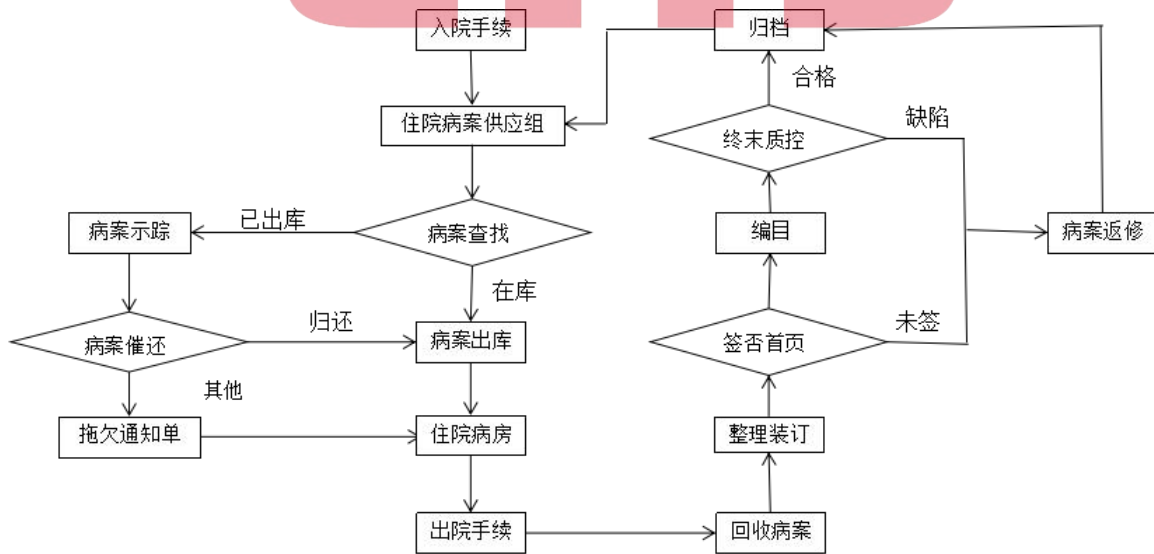 入院手续
归档
合格
住院病案供应组
终末质控
缺陷
病案示踪
已出库
病案查找
编目
病案返修
在库
病案催还
归还
病案出库
签否首页
未签
其他
拖欠通知单
住院病房
整理装订
出院手续
回收病案